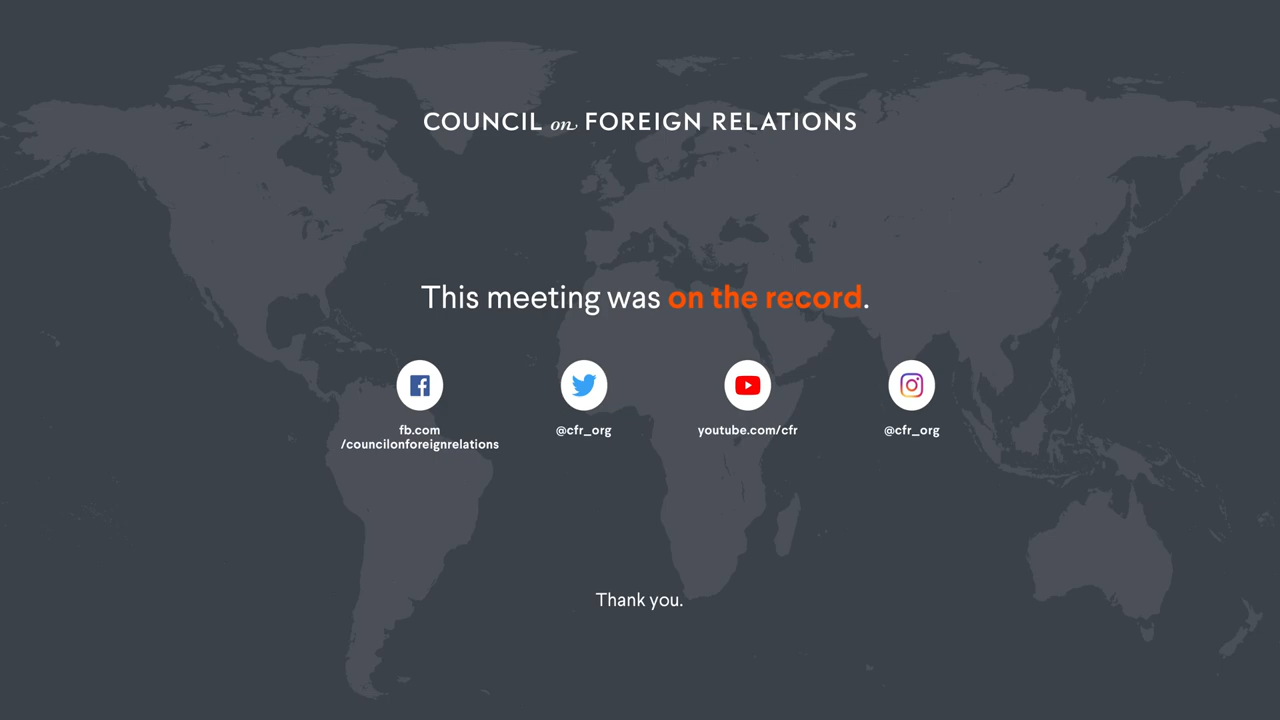 COUNCIL on FOREIGN RELATIONS
This meeting was on the record.
fb.com
/councilonforeignrelations
@cfr_org
youtube.com/cfr
@cfr_org
Thank you.